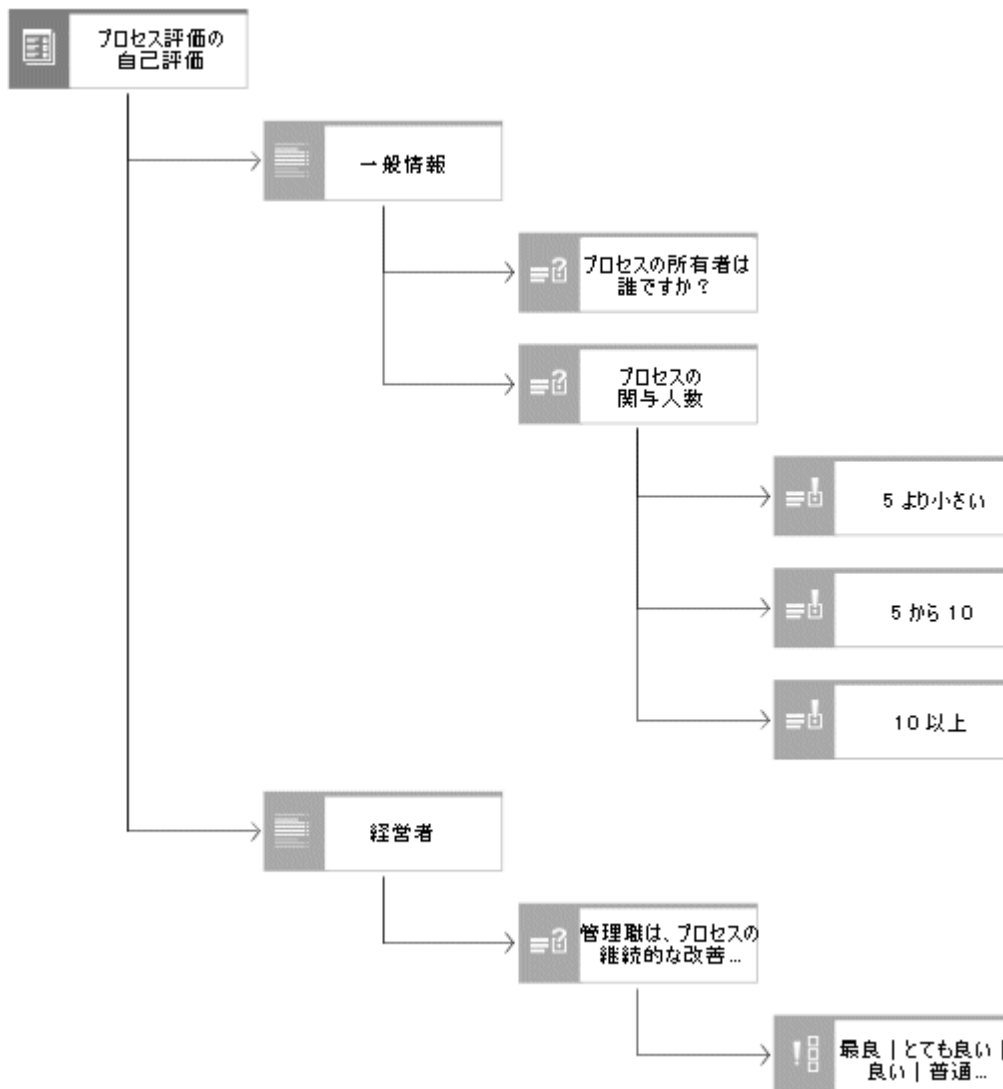 プロセス評価の
自己評価
一般情報
プロセスの所有者は
誰ですか?
プロセスの
関与人数
5 より小さい
5 から 10
10 以上
経営者
管理職は、プロセスの
継続的な改善...
最良 | とても良い |
良い | 普通...